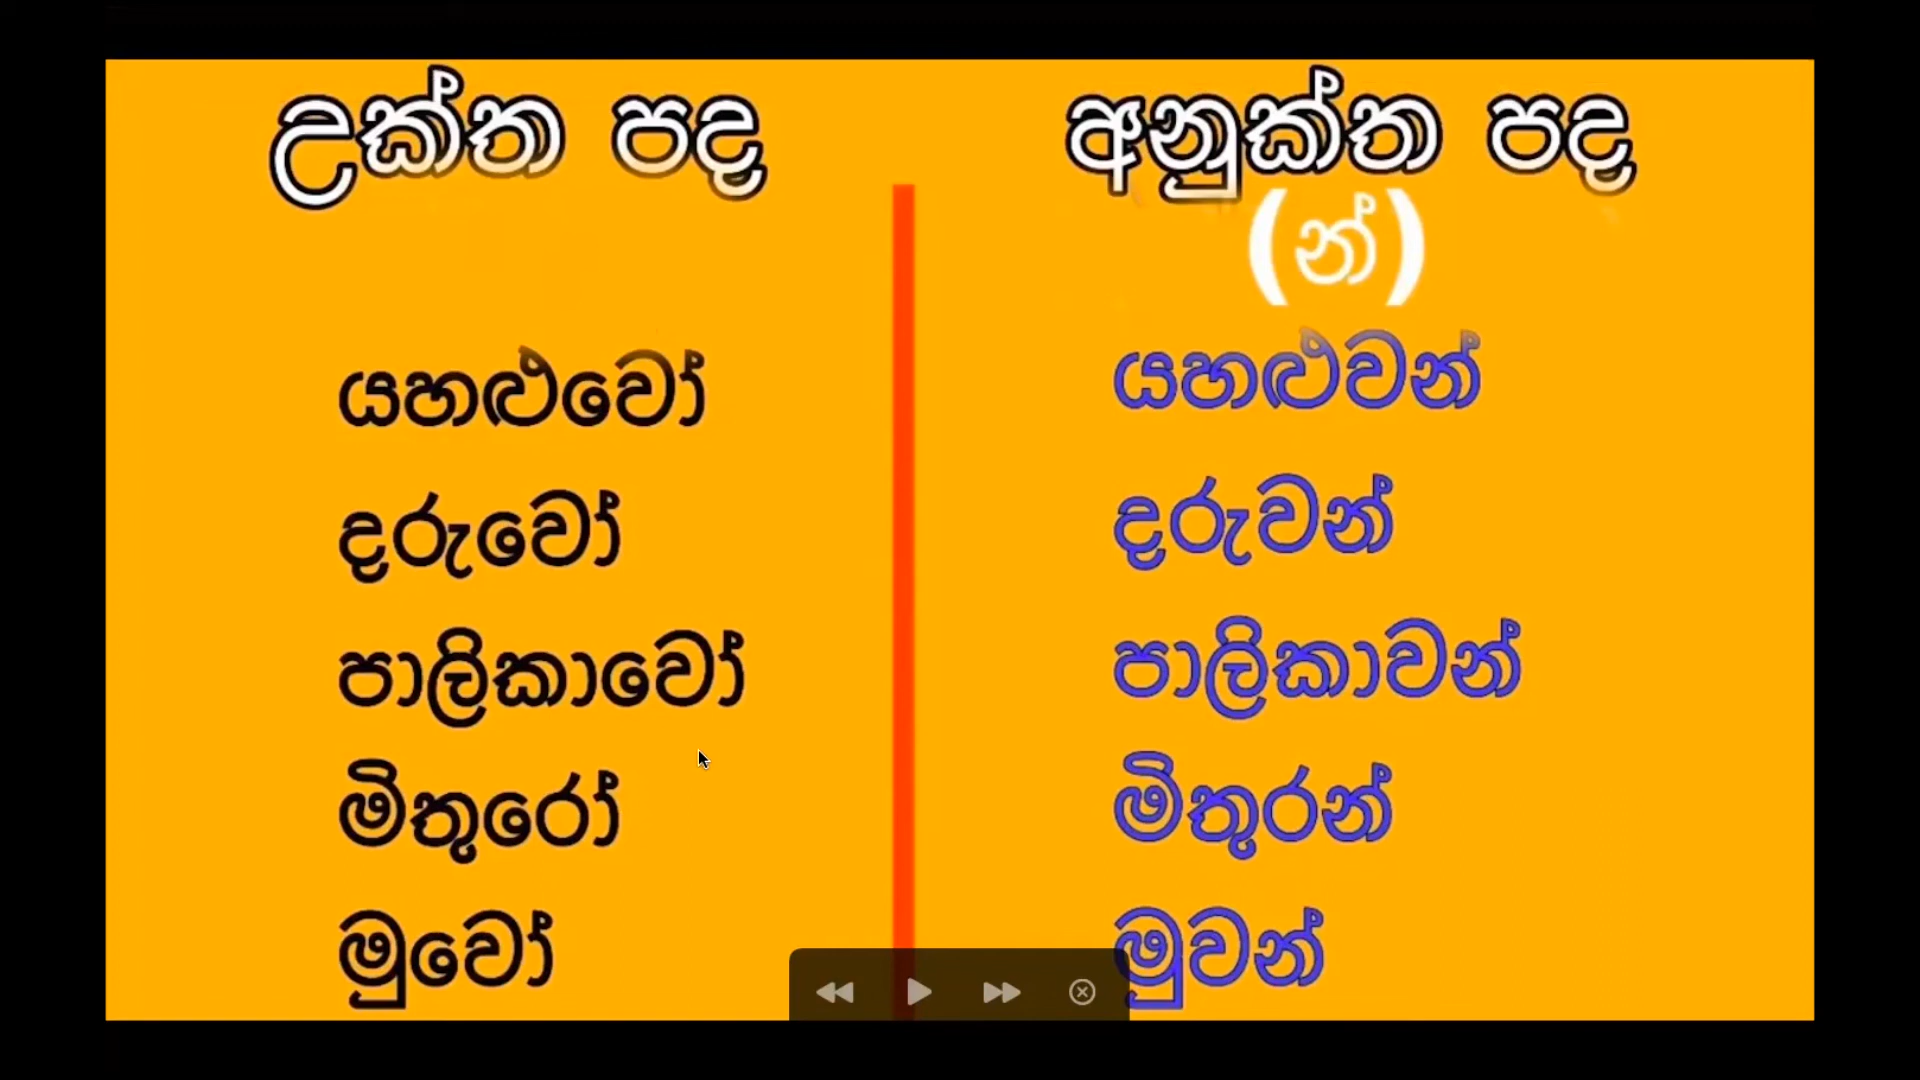 උක්ත පද
යහළුවෝ
දරුවෝ
පාලිකාවෝ
මිතුරෝ
මුවෝ
අනුක්ත පද
(න්)
යහළුවන්
දරුවන්
පාලිකාවන්
මිතුරන්
මුවන්